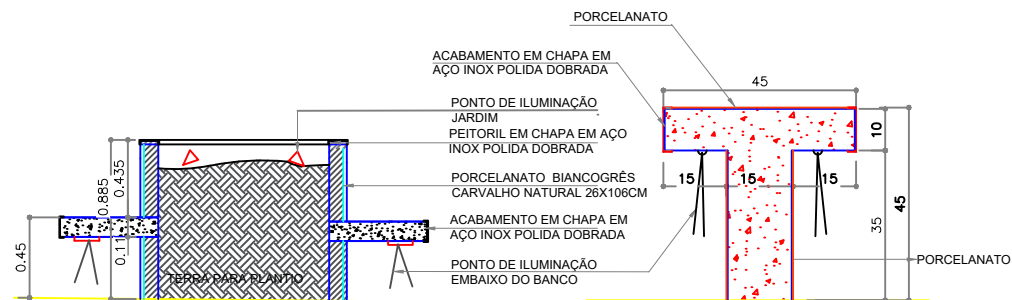 PORCELANATO
ACABAMENTO EM CHAPA EM
AÇO INOX POLIDA DOBRADA
45
PONTO DE ILUMINAÇÃO
JARDIM
PEITORIL EM CHAPA EM AÇO
INOX POLIDA DOBRADA
10
0.435
0.885
PORCELANATO BIANCOGRÊS
CARVALHO NATURAL 26X106CM
15
15
15
45
ACABAMENTO EM CHAPA EM
AÇO INOX POLIDA DOBRADA
0.45
0.11
35
PONTO DE ILUMINAÇÃO
EMBAIXO DO BANCO
PORCELANATO
TERRA PARA PLANTIO